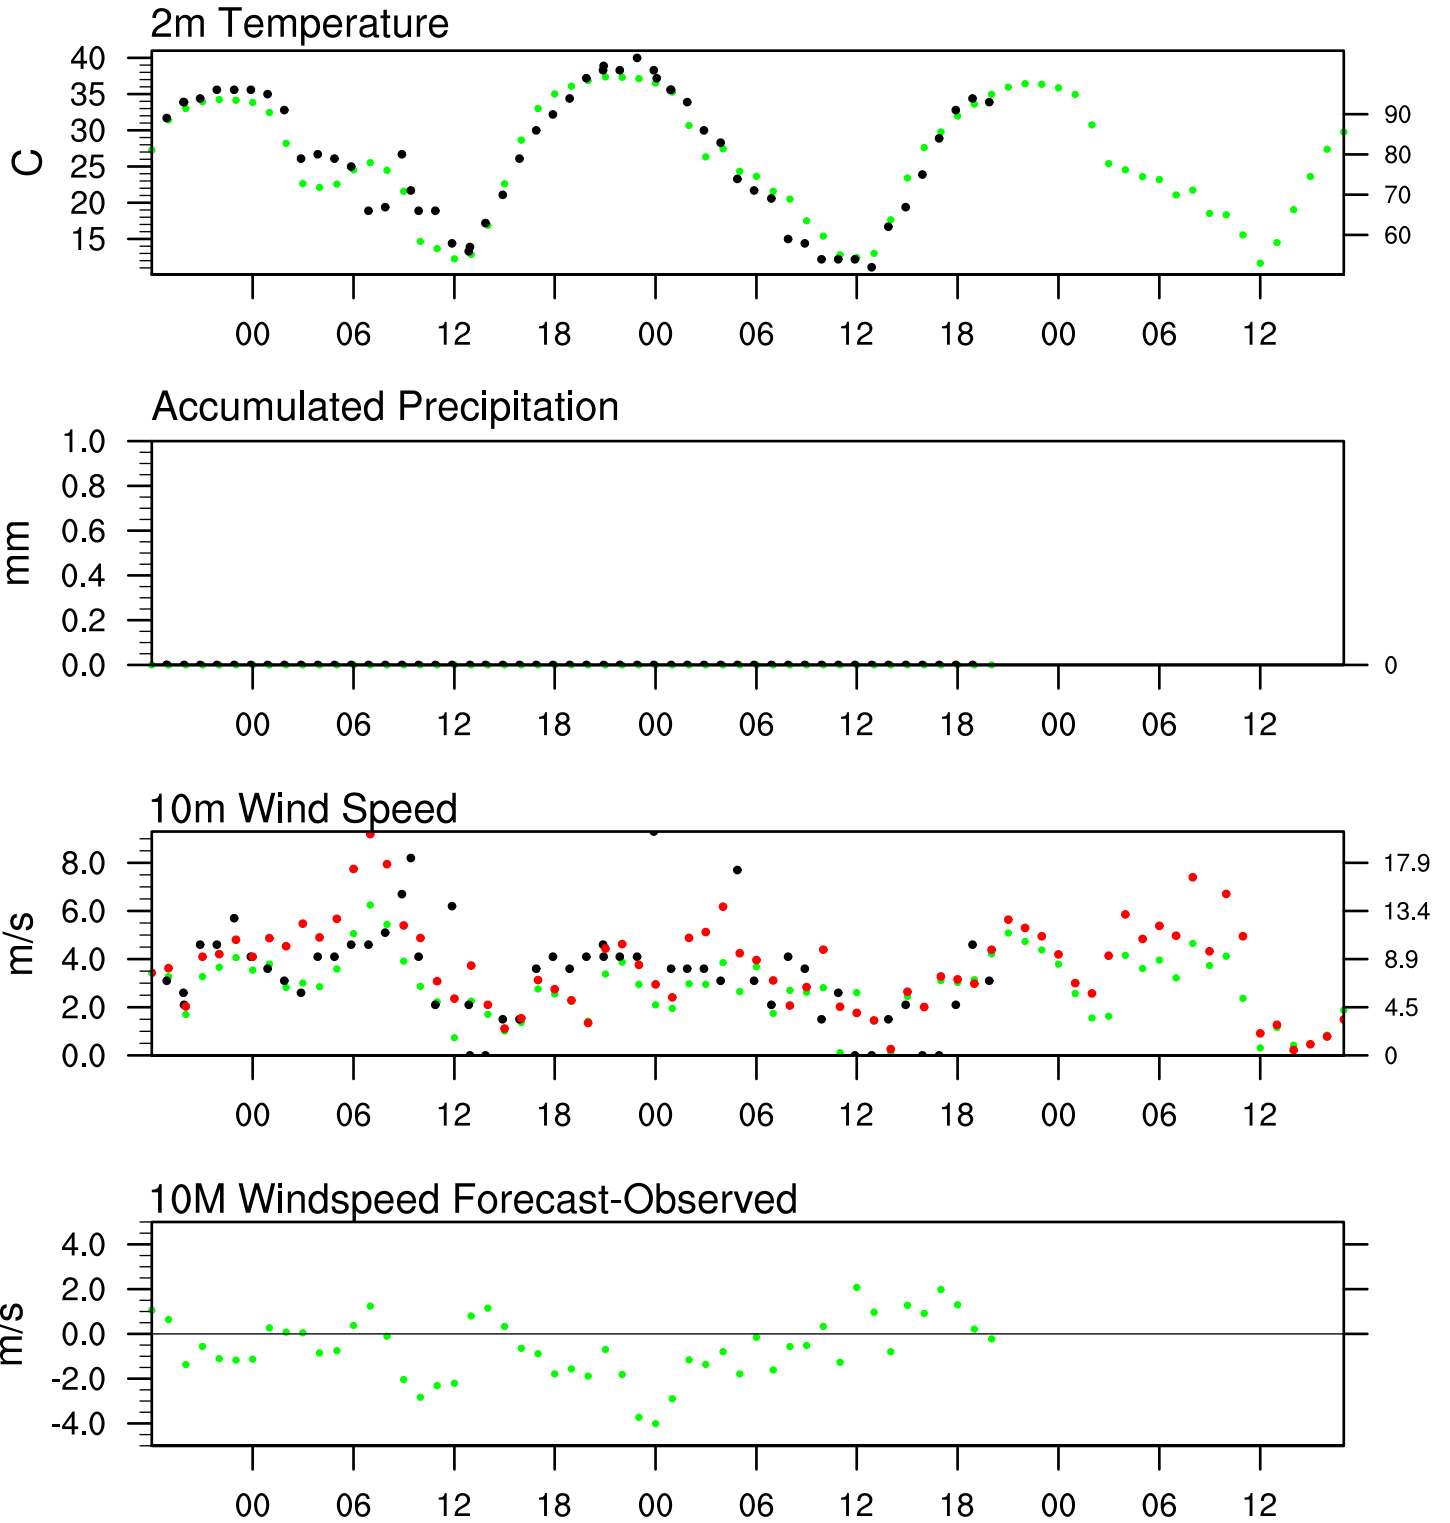 2m Temperature
40
35
30
25
20
15
C
90
80
70
60
00 06 12 18 00 06 12 18 00 06 12
Accumulated Precipitation
1.0
0.8
0.6
0.4
0.2
0.0
mm
0
00 06 12 18 00 06 12 18 00 06 12
10m Wind Speed
8.0
6.0
4.0
2.0
0.0
m/s
17.9
13.4
8.9
4.5
0
00 06 12 18 00 06 12 18 00 06 12
10M Windspeed Forecast-Observed
4.0
2.0
0.0
-2.0
-4.0
m/s
00 06 12 18 00 06 12 18 00 06 12